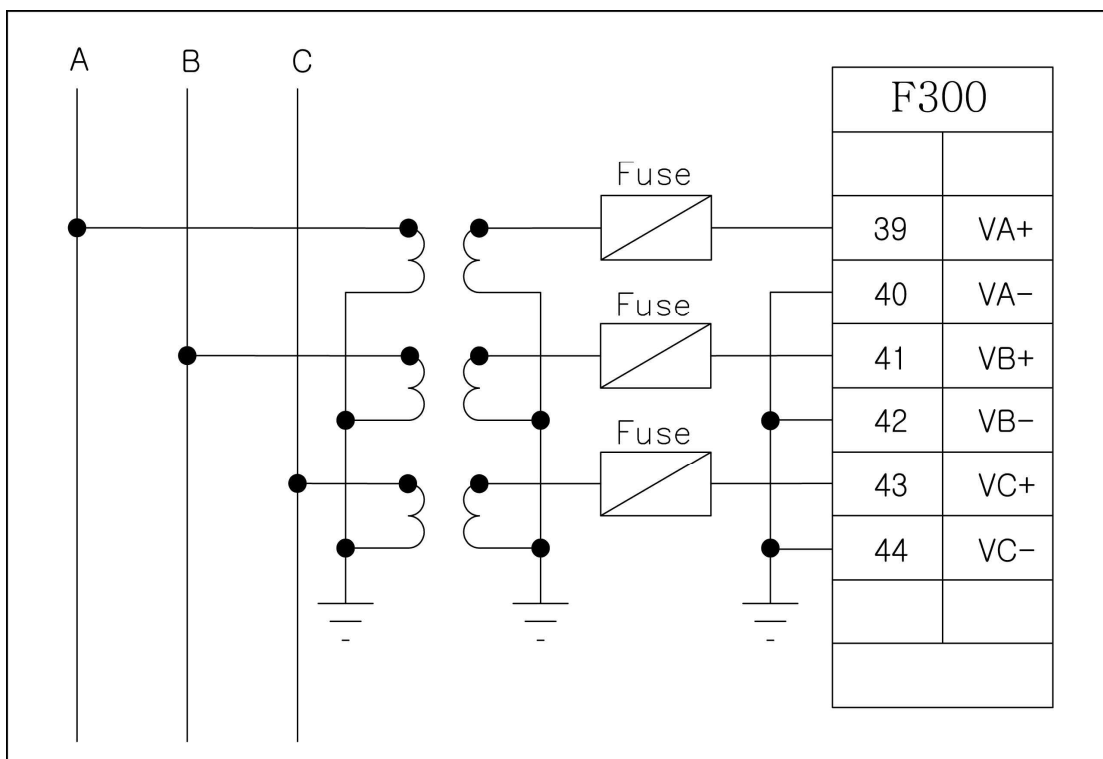 A B C
F300
Fuse
39 VA+
40 VA-
Fuse
41 VB+
42 VB-
Fuse
43 VC+
44 VC-